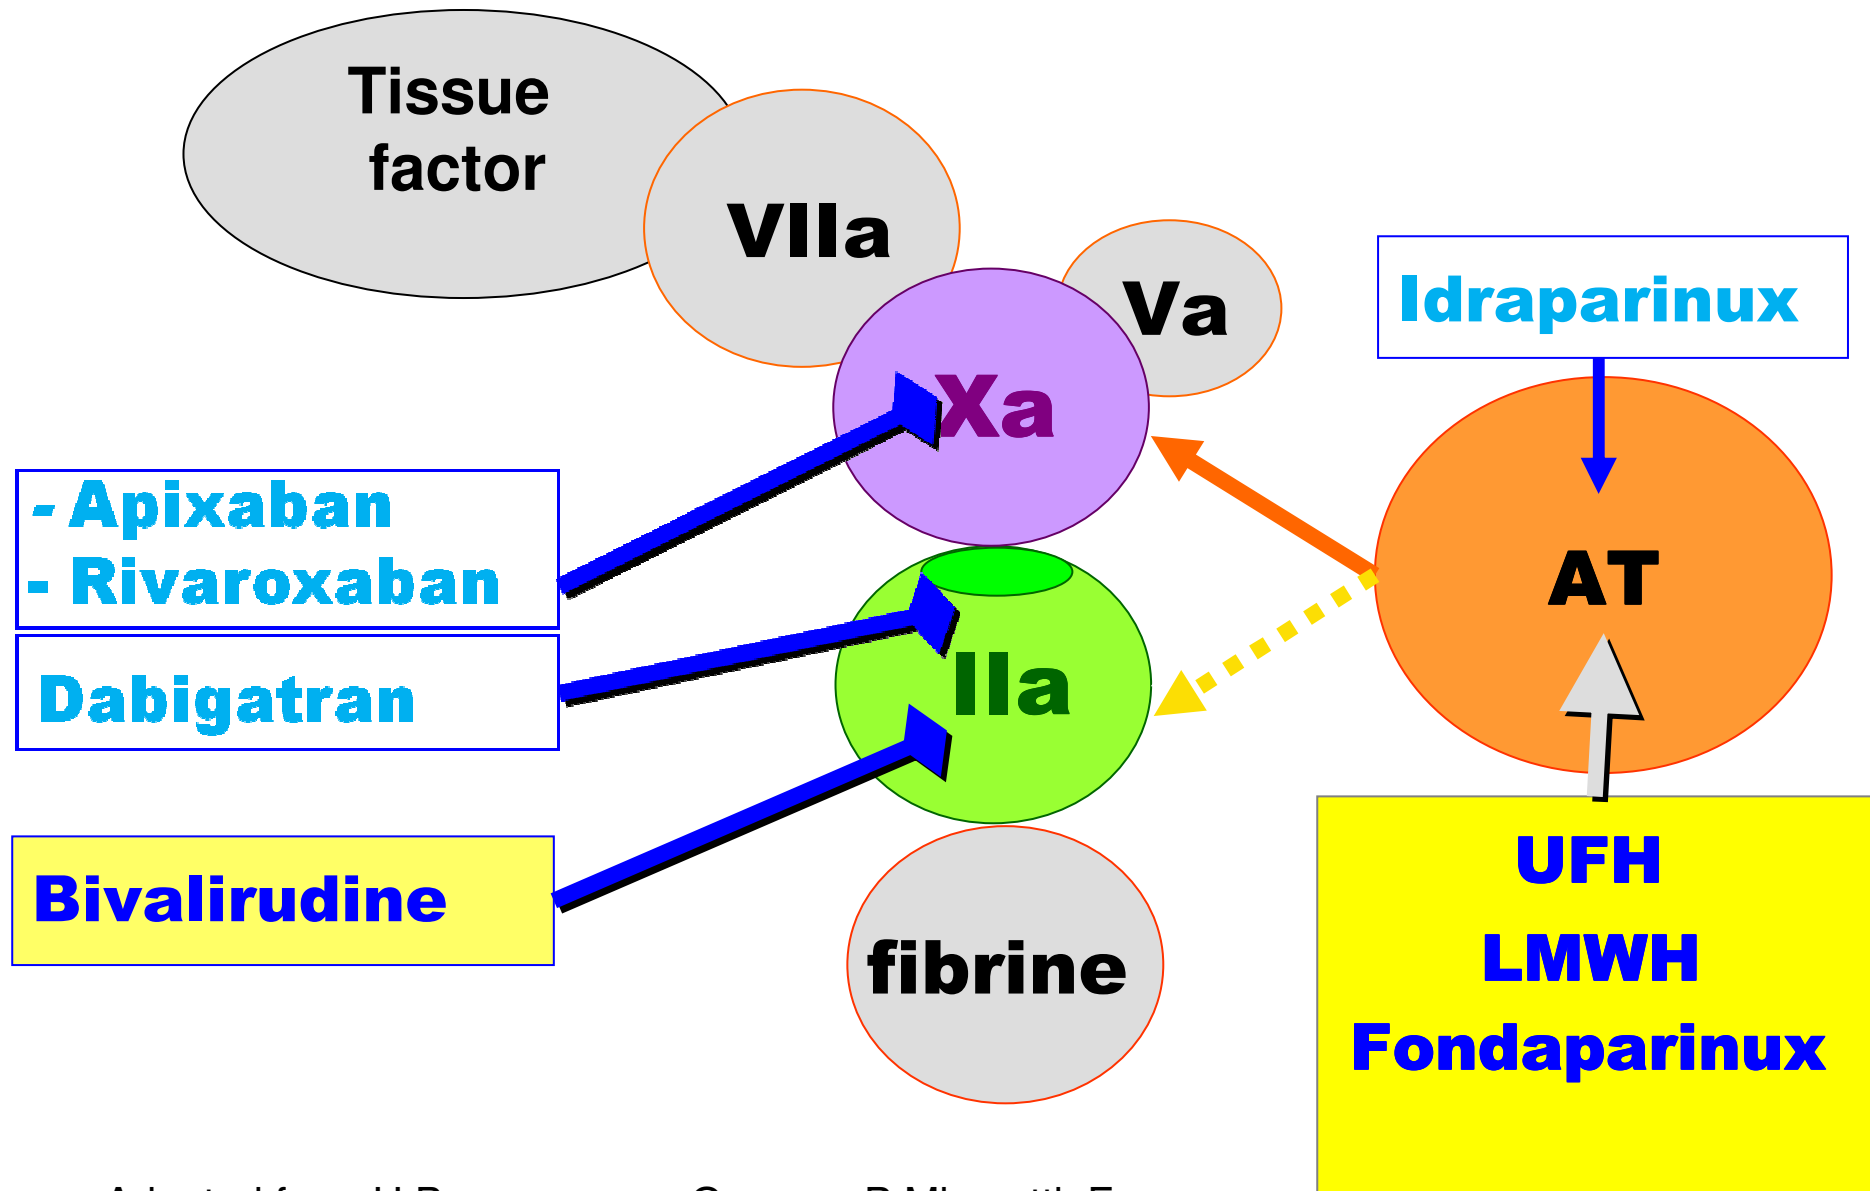 Tissue
factor
VIIa
Va
Idraparinux
Xa
- Apixaban
- Rivaroxaban
AT
IIa
Dabigatran
UFH
Bivalirudine
LMWH
fibrine
Fondaparinux